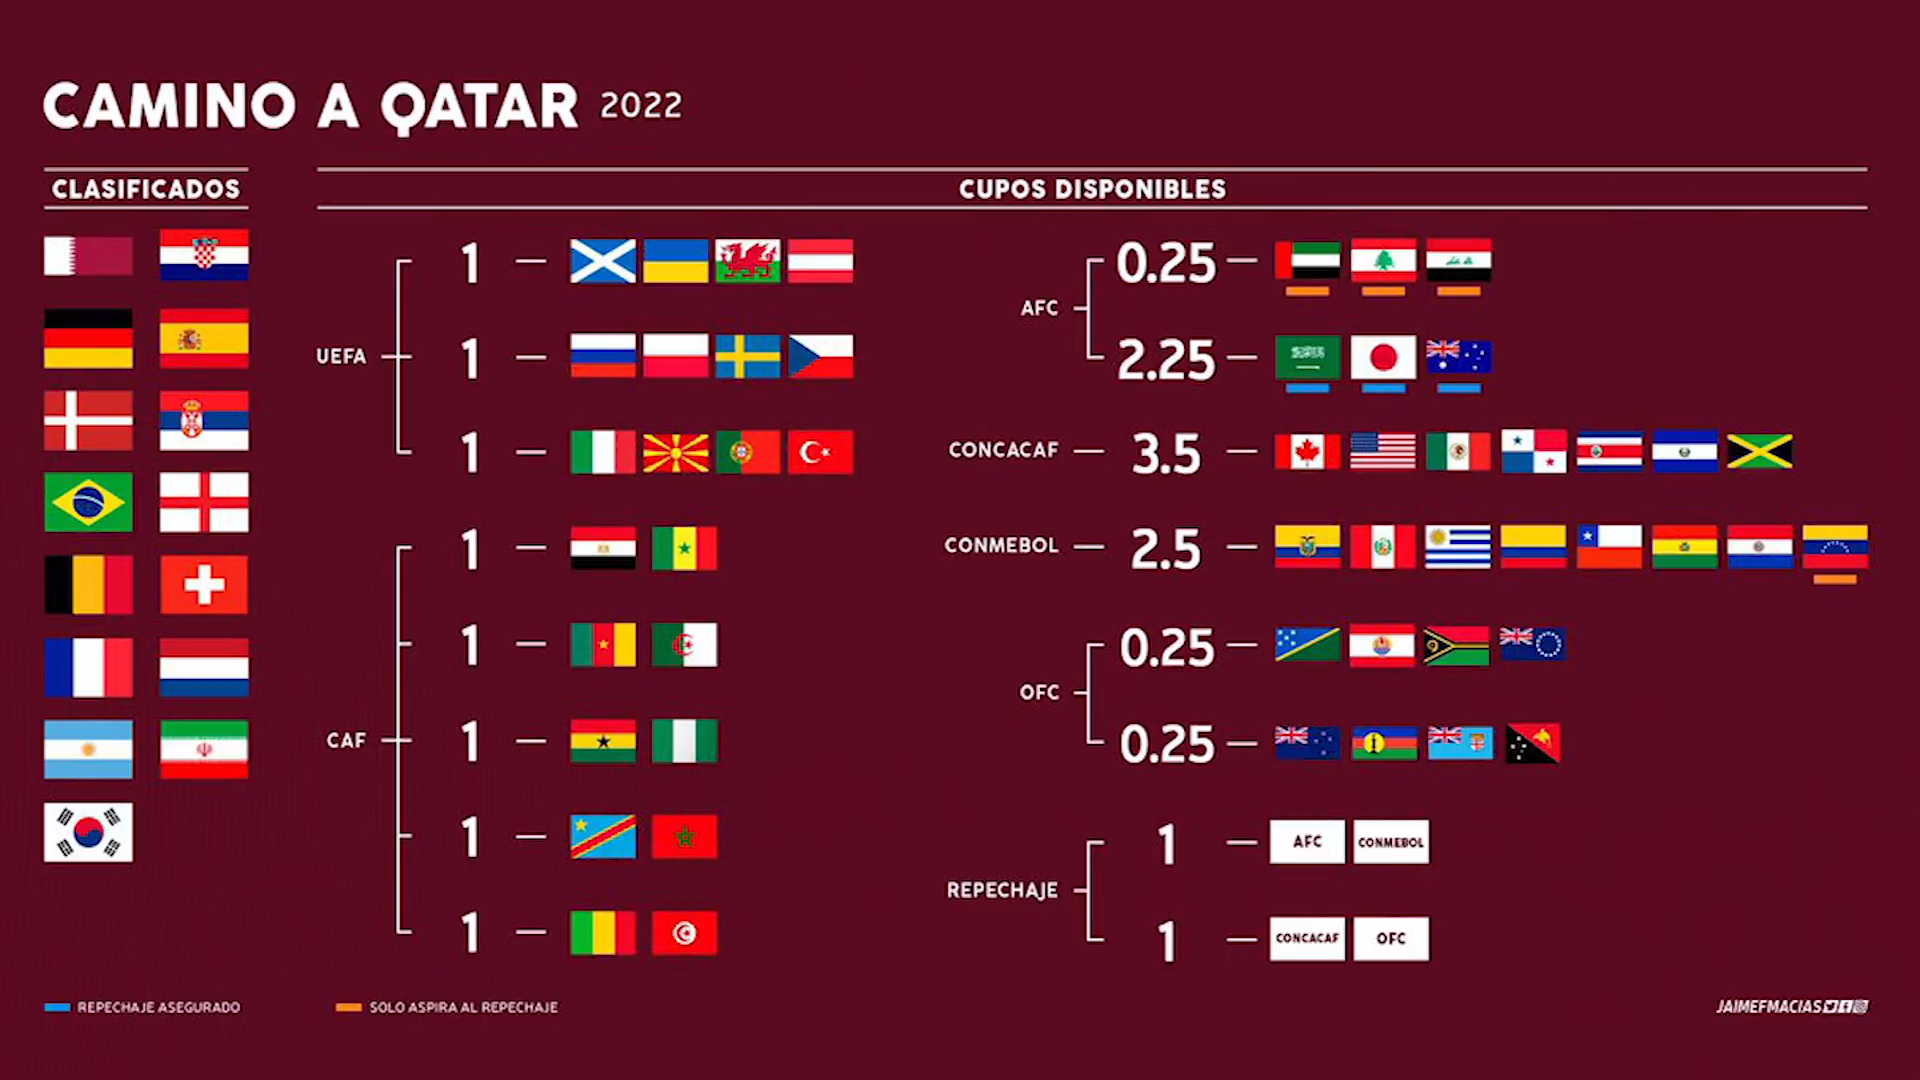 CAMINO A QATAR 2022
CLASIFICADOS
CUPOS DISPONIBLES
UEFA
1
1
1
CAF
1
1
1
1
1
AFC
0.25
2.25
CONCACAF
3.5
CONMEBOL
2.5
OFC
0.25
0.25
REPECHAJE
1
AFC CONMEBOL
1
CONCACAF OFC
REPECHAJE ASEGURADO
SOLO ASPIRA AL REPECHAJE
JAIMEFMACIAS